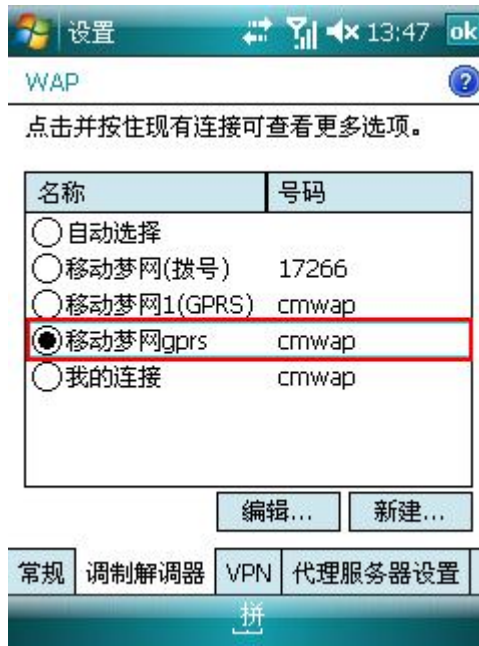 设置 13:47 ok
WAP ?
点击并按住现有连接可查看更多选项。
名称 号码
自动选择
移动梦网(拨号) 17266
移动梦网1(GPRS) cmwap
移动梦网gprs cmwap
我的连接 cmwap
编辑... 新建...
常规 调制解调器 VPN 代理服务器设置
拼